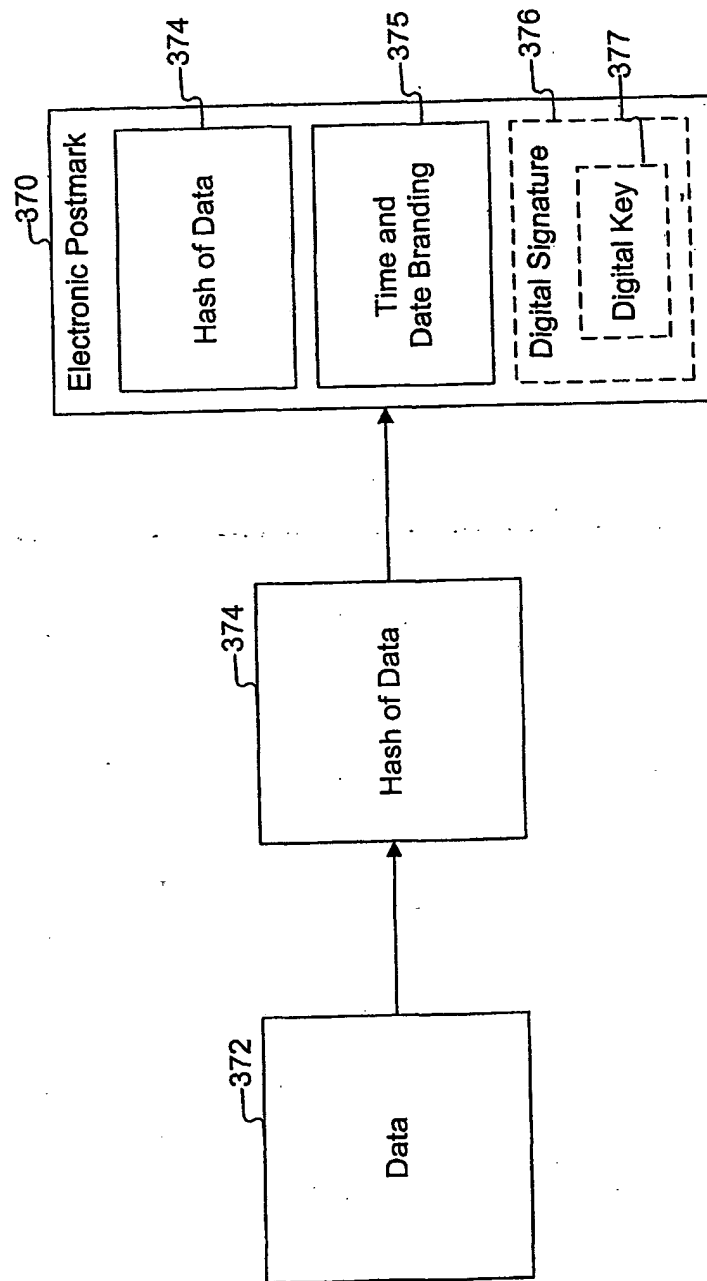 372
Data
374
Hash of Data
370
Electronic Postmark
Hash of Data
374
Time and
Date Branding
375
Digital Signature
376
Digital Key
377